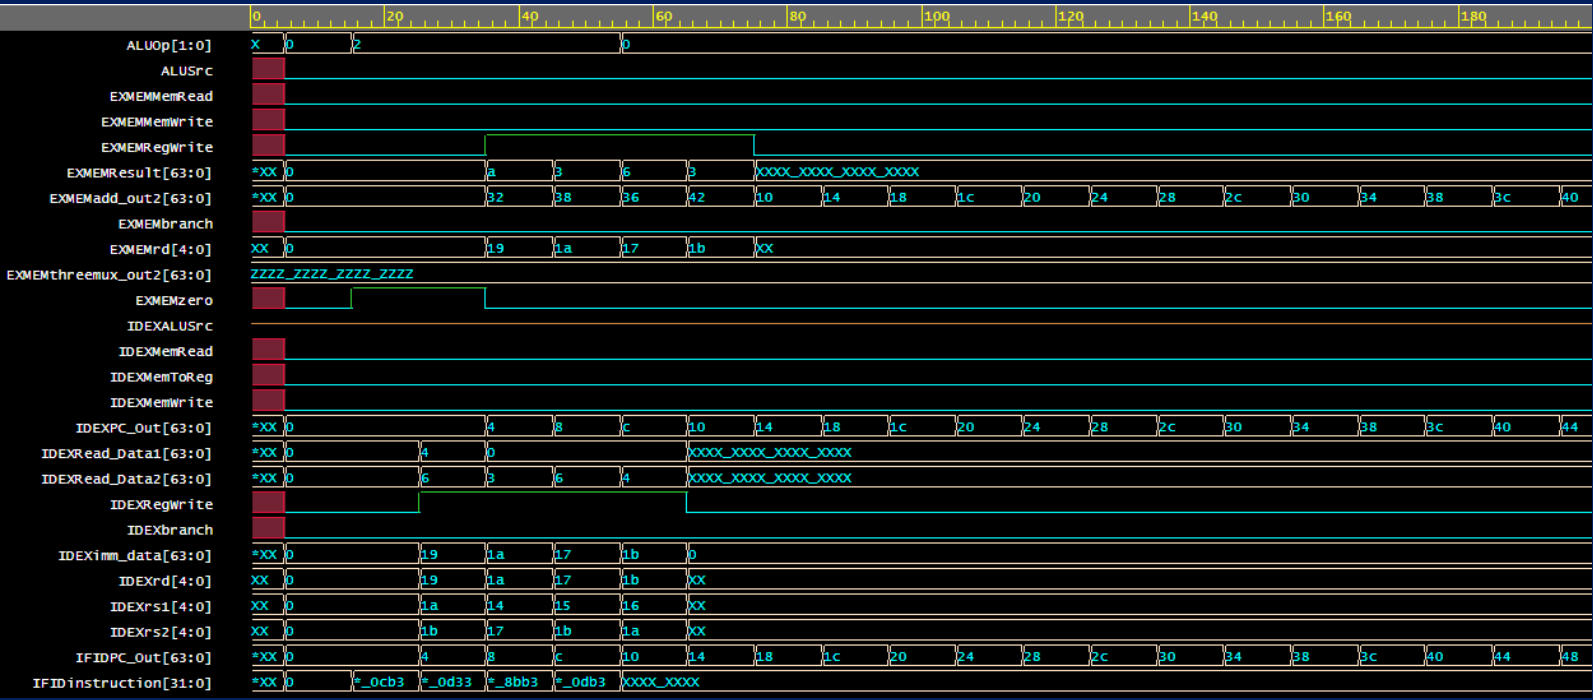 0 20 40 60 80 100 120 140 160 180
ALUOp[1:0] X 0 2 0
ALUSrc
EXMEMMemRead
EXMEMMemWrite
EXMEMRegWrite
EXMEMResult[63:0] *XX 0 a 3 6 3 XXXX_XXXX_XXXX_XXXX
EXMEMadd_out2[63:0] *XX 0 32 38 36 42 10 14 18 1c 20 24 28 2c 30 34 38 3c 40
EXMEMbranch
EXMEMrd[4:0] XX 0 19 1a 17 1b XX
EXMEMthreemux_out2[63:0] ZZZZ_ZZZZ_ZZZZ_ZZZZ
EXMEMzero
IDEXALUSrc
IDEXMemRead
IDEXMemToReg
IDEXMemWrite
IDEXPC_Out[63:0] *XX 0 4 8 c 10 14 18 1c 20 24 28 2c 30 34 38 3c 40 44
IDEXRead_Data1[63:0] *XX 0 4 0 XXXX_XXXX_XXXX_XXXX
IDEXRead_Data2[63:0] *XX 0 6 3 6 4 XXXX_XXXX_XXXX_XXXX
IDEXRegWrite
IDEXbranch
IDEXimm_data[63:0] *XX 0 19 1a 17 1b 0
IDEXrd[4:0] XX 0 19 1a 17 1b XX
IDEXrs1[4:0] XX 0 1a 14 15 16 XX
IDEXrs2[4:0] XX 0 1b 17 1b 1a XX
IFIDPC_Out[63:0] *XX 0 4 8 c 10 14 18 1c 20 24 28 2c 30 34 38 3c 40 44 48
IFIDinstruction[31:0] *XX 0 *_0cb3 *_0d33 *_8bb3 *_0db3 XXXX_XXXX